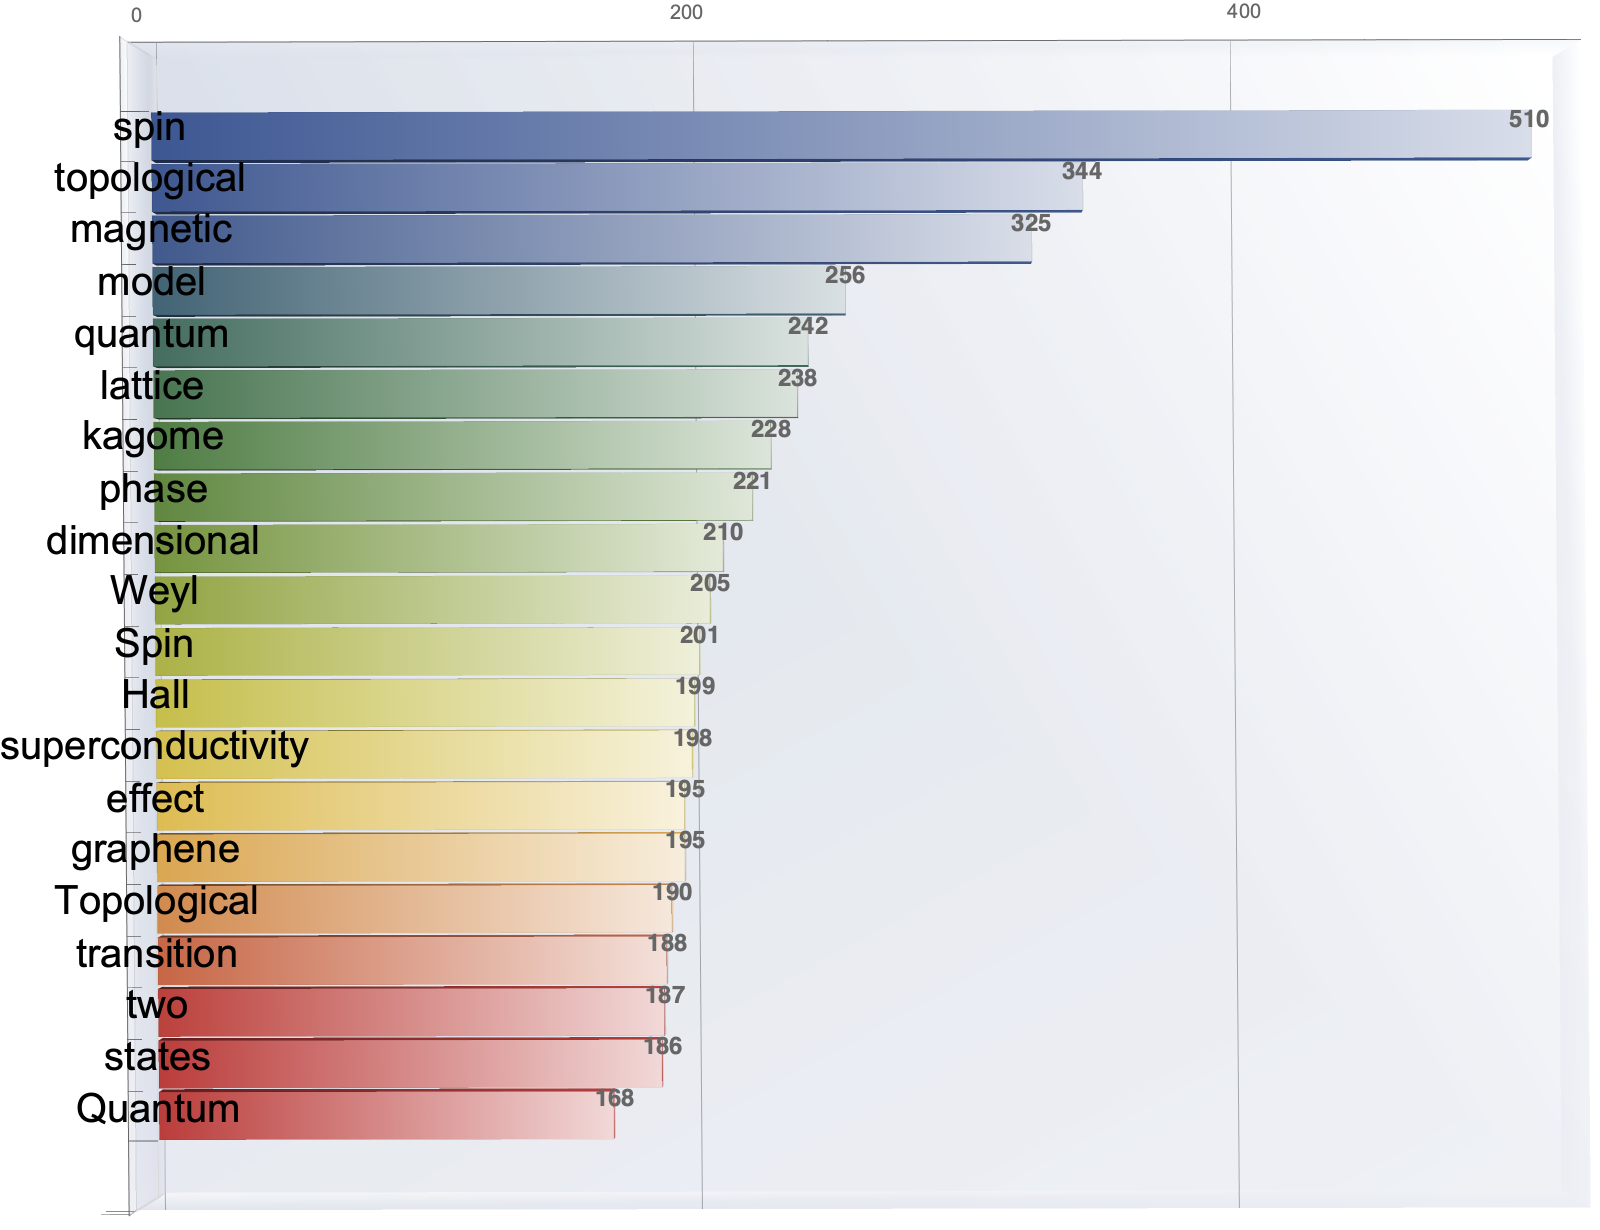 0 200 400
spin 510
topological 344
magnetic 325
model 256
quantum 242
lattice 238
kagome 228
phase 221
dimensional 210
Weyl 205
Spin 201
Hall 199
superconductivity 198
effect 195
graphene 195
Topological 190
transition 188
two 187
states 186
Quantum 168